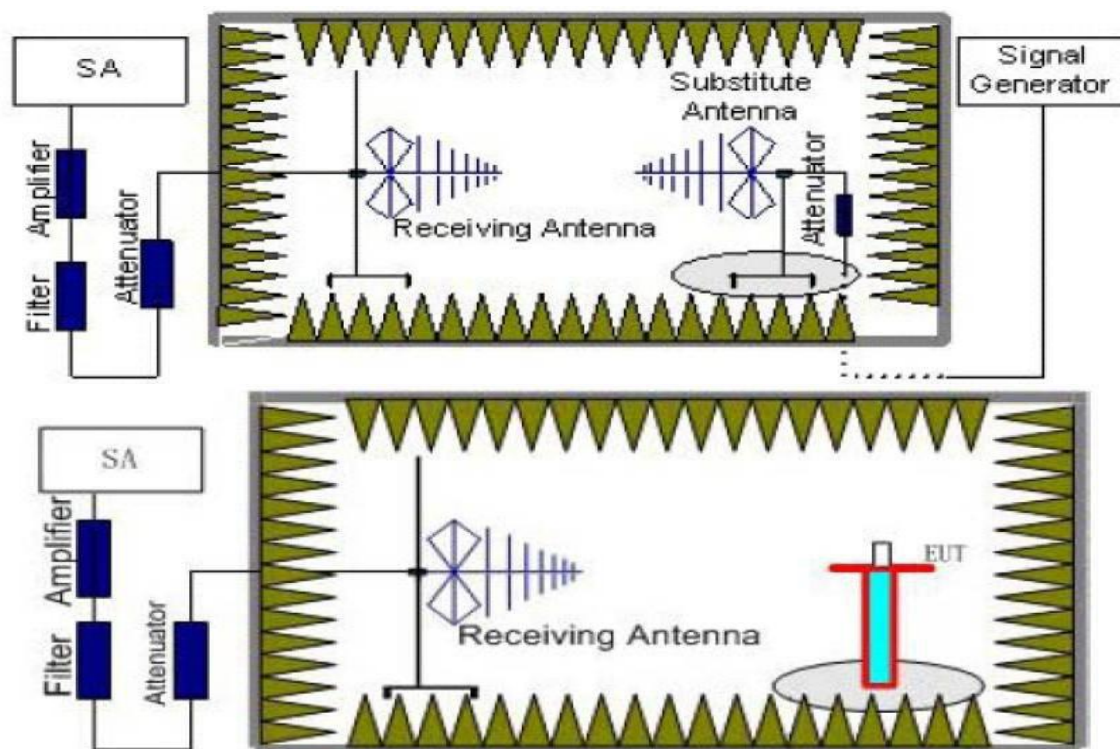 SA
Signal
Generator
Substitute
Antenna
Amplifier
Attenuator
Attenuator
Receiving Antenna
Filter
SA
Amplifier
EUT
Attenuator
Filter
Receiving Antenna